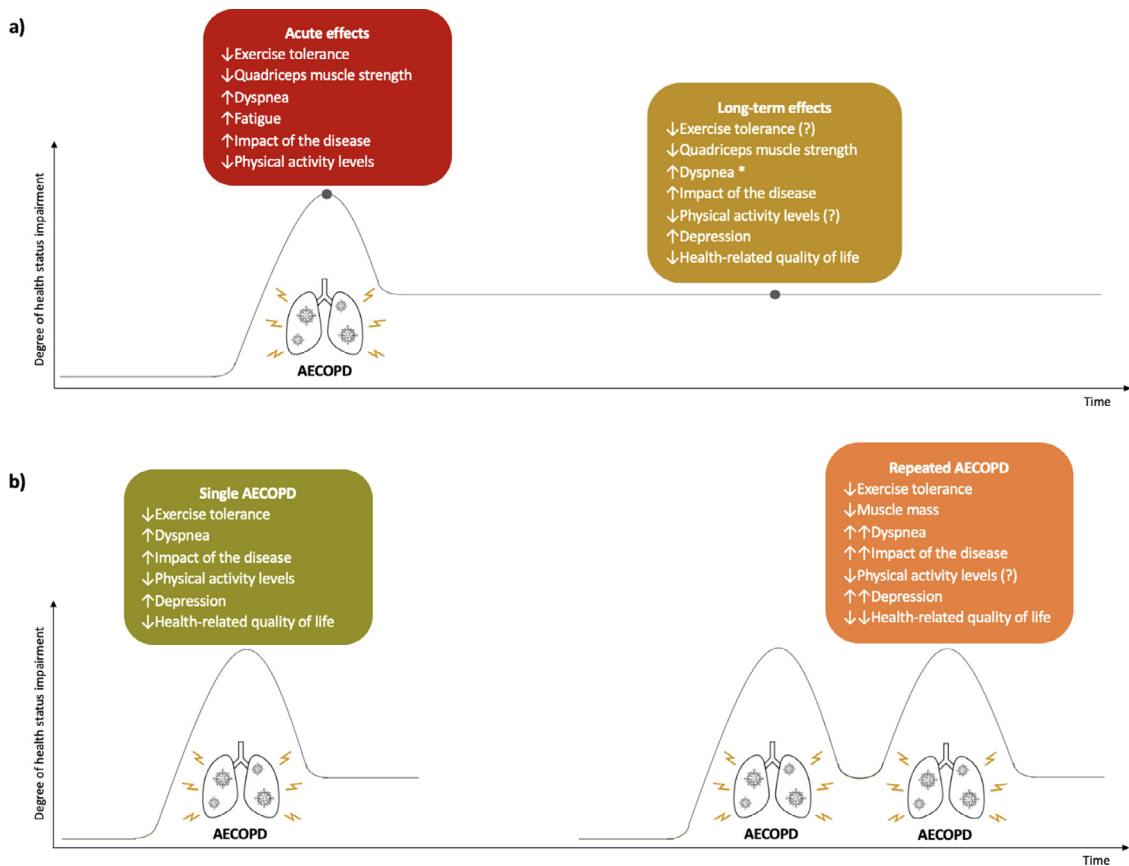 a)
Acute effects
↓Exercise tolerance
↓Quadriceps muscle strength
↑Dyspnea
↑Fatigue
↑Impact of the disease
↓Physical activity levels
Long-term effects
↓Exercise tolerance (?)
↓Quadriceps muscle strength
↑Dyspnea *
↑Impact of the disease
↓Physical activity levels (?)
↑Depression
↓Health-related quality of life
Degree of health status impairment
AECOPD
Time
b)
Single AECOPD
↓Exercise tolerance
↑Dyspnea
↑Impact of the disease
↓Physical activity levels
↑Depression
↓Health-related quality of life
Repeated AECOPD
↓Exercise tolerance
↓Muscle mass
↑↑Dyspnea
↑↑Impact of the disease
↓Physical activity levels (?)
↑↑Depression
↓↓Health-related quality of life
Degree of health status impairment
AECOPD
AECOPD
AECOPD
Time